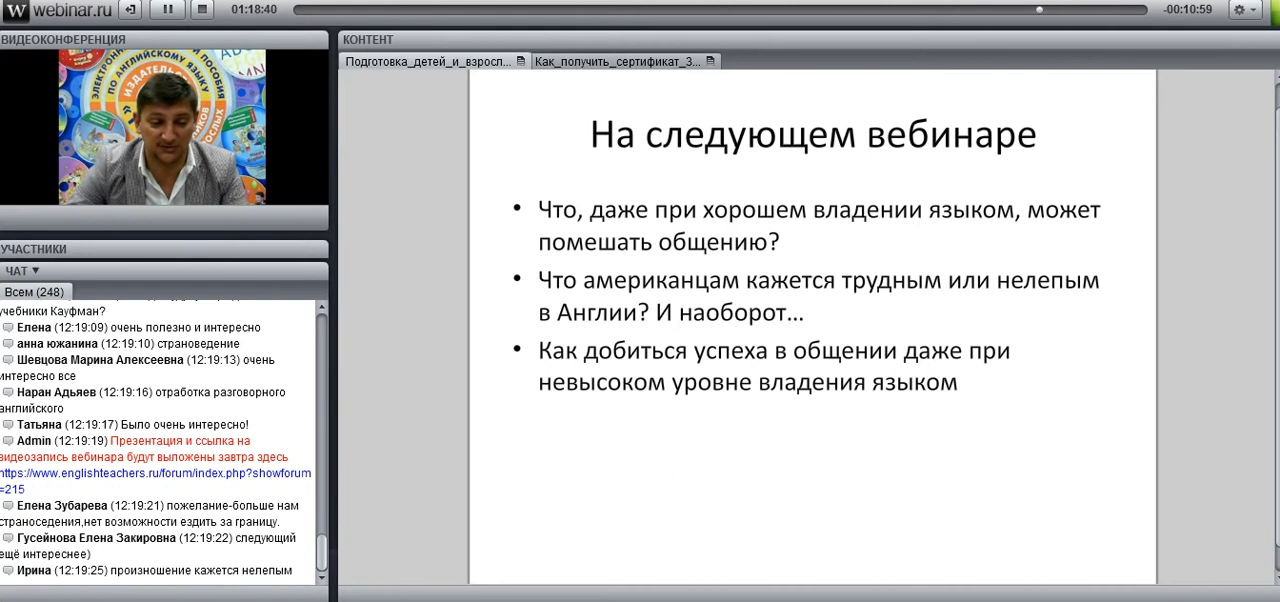 W webinar.ru
01:18:40
-00:10:59
ВИДЕОКОНФЕРЕНЦИЯ
ЭЛЕКТРОННЫЕ ПОСОБИЯ
ПО АНГЛИЙСКОМУ ЯЗЫКУ
УЧАСТНИКИ
ЧАТ
Всем (248)
учебники Кауфман?
Елена (12:19:09) очень полезно и интересно
анна южанина (12:19:10) страноведение
Шевцова Марина Алексеевна (12:19:13) очень
интересно все
Наран Адьяев (12:19:16) отработка разговорного
английского
Татьяна (12:19:17) Было очень интересно!
Admin (12:19:19) Презентация и ссылка на
видеозапись вебинара будут выложены завтра здесь
https://www.englishteachers.ru/forum/index.php?showforum
=215
Елена Зубарева (12:19:21) пожелание-больше нам
страноседения,нет возможности ездить за границу.
Гусейнова Елена Закировна (12:19:22) следующий
ещё интереснее)
Ирина (12:19:25) произношение кажется нелепым
КОНТЕНТ
Подготовка_детей_и_взросл...
Как_получить_сертификат_3...
На следующем вебинаре
• Что, даже при хорошем владении языком, может
помешать общению?
• Что американцам кажется трудным или нелепым
в Англии? И наоборот...
• Как добиться успеха в общении даже при
невысоком уровне владения языком